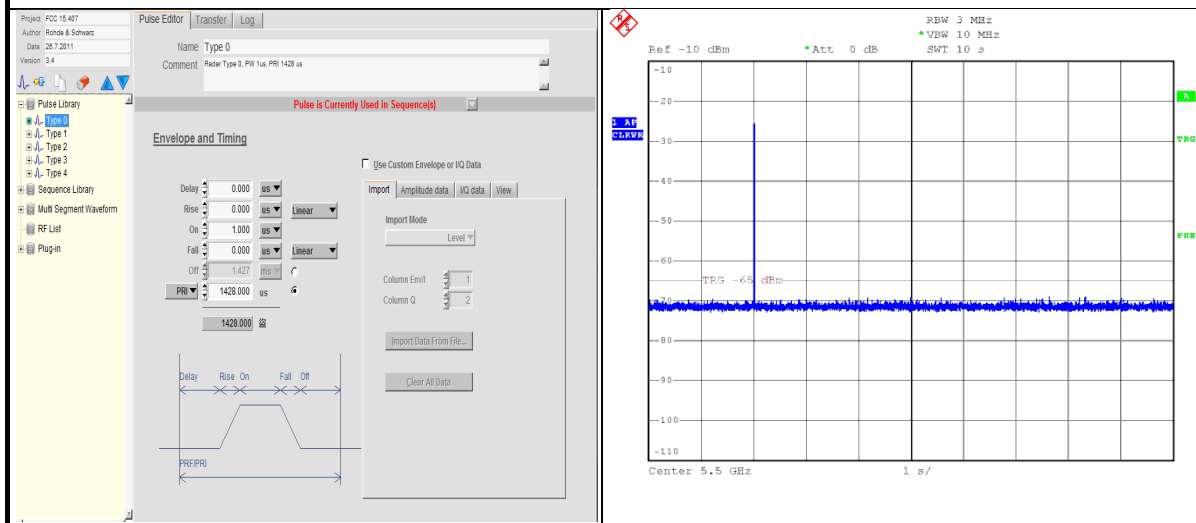 Project FCC 15.407
Author Rohde & Schwarz
Date 26.7.2011
Version 3.4
Pulse Library
Type 0
Type 1
Type 2
Type 3
Type 4
Sequence Library
Multi Segment Waveform
RF List
Plug-in
Pulse Editor Transfer Log
Name Type 0
Comment Radar Type 0, PW 1us, PRI 1428 us
Pulse is Currently Used in Sequence(s)
Envelope and Timing
Use Custom Envelope or I/Q Data
Delay 0.000 us
Rise 0.000 us Linear
On 1.000 us
Fall 0.000 us Linear
Off 1.427 ms
PRI 1428.000 us
1428.000
Import Amplitude data I/Q data View
Import Mode
Level
Column Env/I 1
Column Q 2
Import Data From File...
Clear All Data
Delay Rise On Fall Off
PRF/PRI
R S
RBW 3 MHz
*VBW 10 MHz
Ref -10 dBm *Att 0 dB SWT 10 s
-10
-20
-30
-40
-50
-60
TRG -65 dBm
-70
-80
-90
-100
-110
1 AP
CLRWR
A
TRG
PRN
Center 5.5 GHz 1 s/